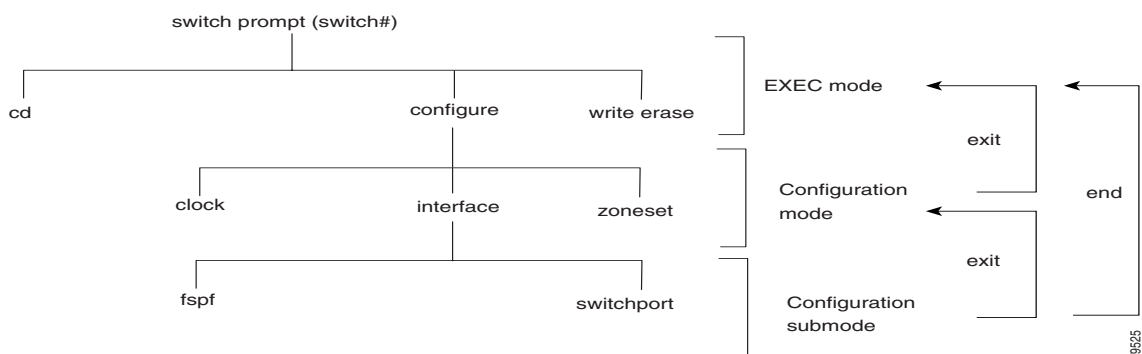 switch prompt (switch#)
EXEC mode
cd
configure
write erase
exit
Configuration
mode
end
clock
interface
zoneset
exit
fspf
switchport
Configuration
submode
9525